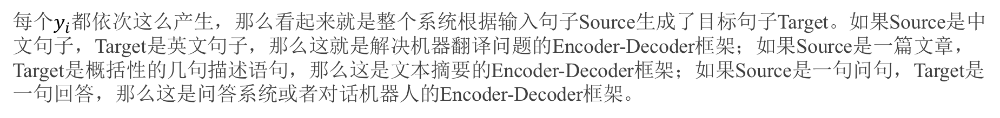 每个yᵢ都依次这么产生，那么看起来就是整个系统根据输入句子Source生成了目标句子Target。如果Source是中
文句子，Target是英文句子，那么这就是解决机器翻译问题的Encoder-Decoder框架；如果Source是一篇文章，
Target是概括性的几句描述语句，那么这是文本摘要的Encoder-Decoder框架；如果Source是一句问句，Target是
一句回答，那么这是问答系统或者对话机器人的Encoder-Decoder框架。